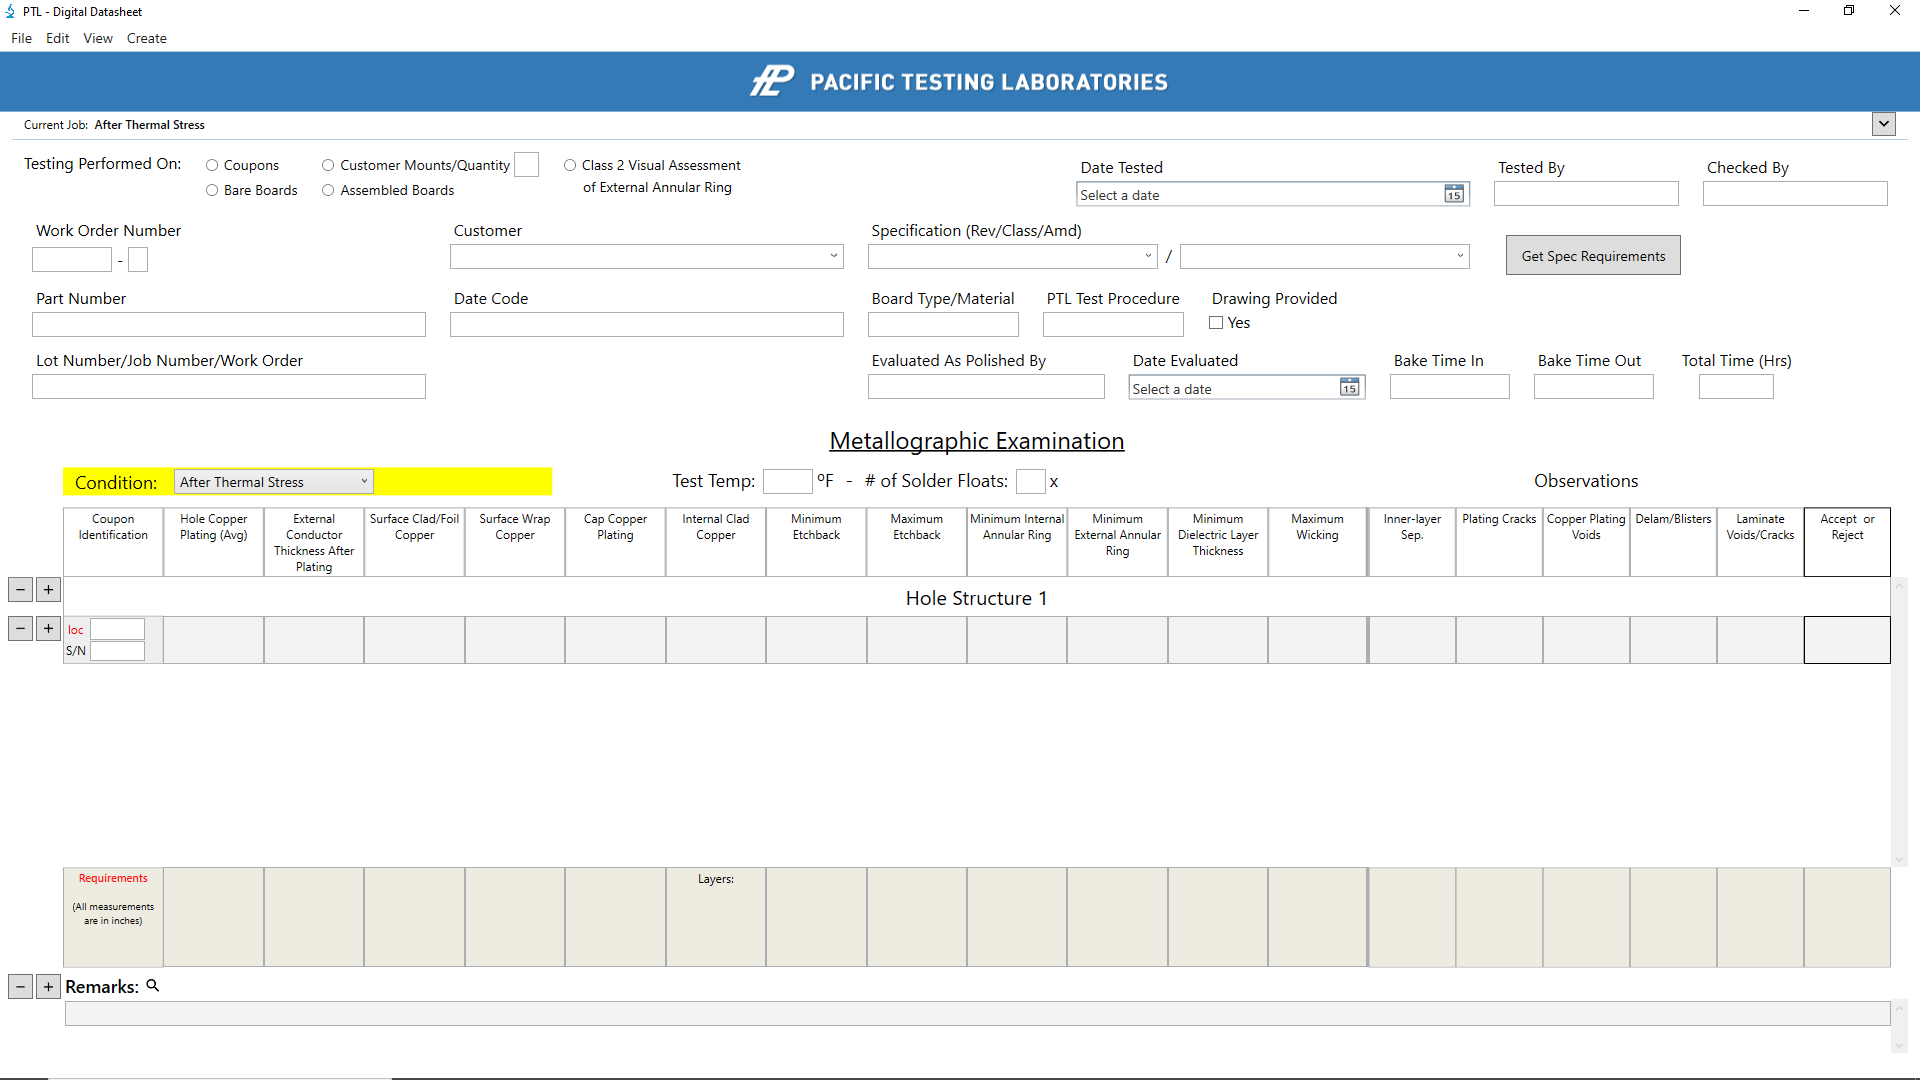 PTL - Digital Datasheet
File Edit View Create
PACIFIC TESTING LABORATORIES
Current Job: After Thermal Stress
Testing Performed On:
Coupons
Customer Mounts/Quantity
Class 2 Visual Assessment
of External Annular Ring
Bare Boards
Assembled Boards
Date Tested
Select a date
15
Tested By
Checked By
Work Order Number
-
Customer
Specification (Rev/Class/Amd)
/
Get Spec Requirements
Part Number
Date Code
Board Type/Material
PTL Test Procedure
Drawing Provided
Yes
Lot Number/Job Number/Work Order
Evaluated As Polished By
Date Evaluated
Select a date
15
Bake Time In
Bake Time Out
Total Time (Hrs)
Metallographic Examination
Condition: After Thermal Stress
Test Temp: ºF - # of Solder Floats: x
Observations
Coupon
Identification
Hole Copper
Plating (Avg)
External
Conductor
Thickness After
Plating
Surface Clad/Foil
Copper
Surface Wrap
Copper
Cap Copper
Plating
Internal Clad
Copper
Minimum
Etchback
Maximum
Etchback
Minimum Internal
Annular Ring
Minimum
External Annular
Ring
Minimum
Dielectric Layer
Thickness
Maximum
Wicking
Inner-layer
Sep.
Plating Cracks
Copper Plating
Voids
Delam/Blisters
Laminate
Voids/Cracks
Accept or
Reject
- +
Hole Structure 1
- +
loc
S/N
Requirements
(All measurements
are in inches)
Layers:
- + Remarks: